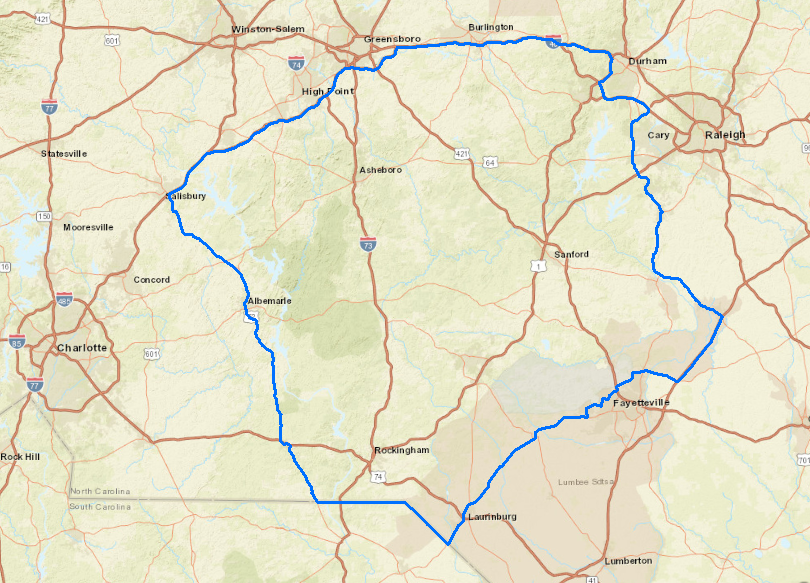 421
Winston-Salem
Burlington
601
Greensboro
74
40
Durham
High Point
77
Cary
Raleigh
Statesville
421
64
Asheboro
Salisbury
150
Mooresville
73
Sanford
16
1
Concord
485
Albemarle
85
Charlotte
601
77
Fayetteville
Rock Hill
Rockingham
701
74
North Carolina
South Carolina
Lumbee Sdtsa
Laurinburg
Lumberton
41